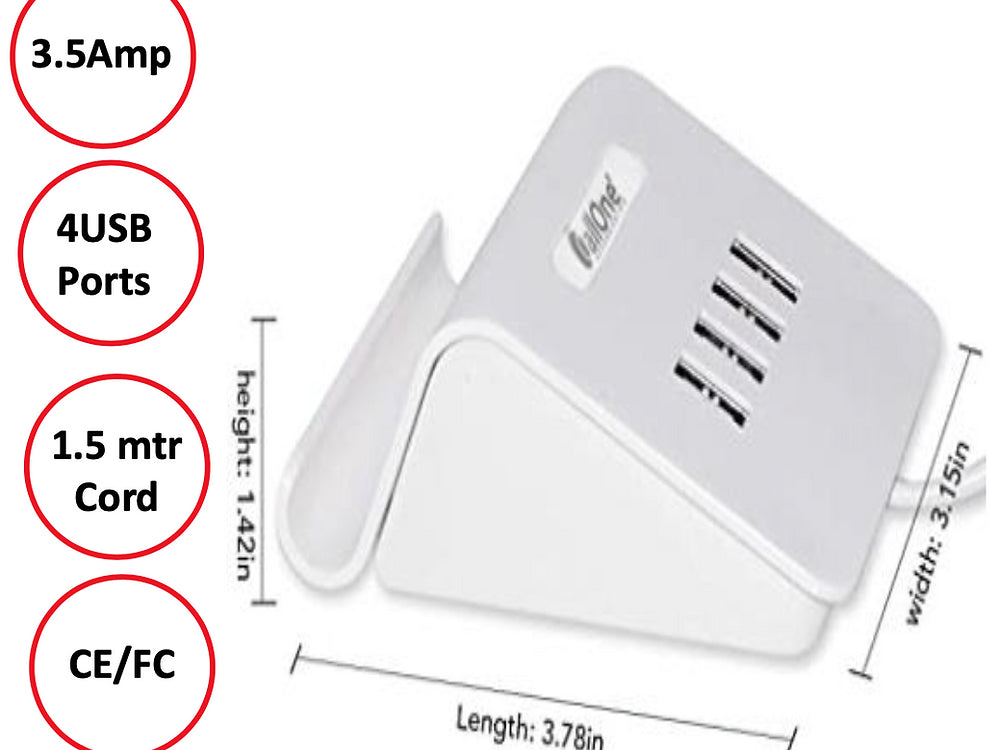 3.5Amp
4USB
Ports
1.5 mtr
Cord
CE/FC
CallOne
height: 1.42in
width: 3.15in
Length: 3.78in